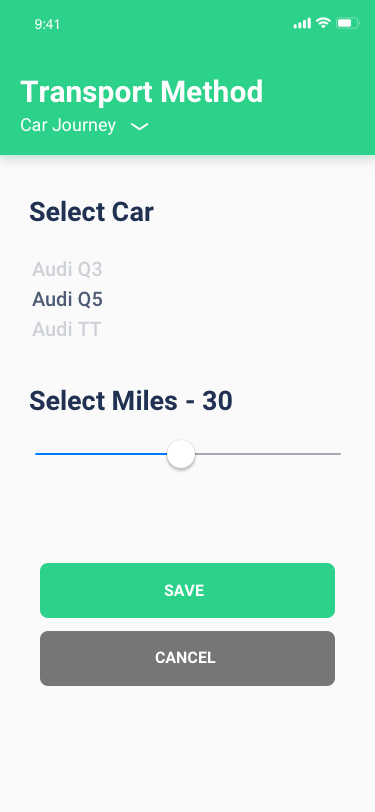 9:41
Transport Method
Car Journey
Select Car
Audi Q3
Audi Q5
Audi TT
Select Miles - 30
SAVE
CANCEL